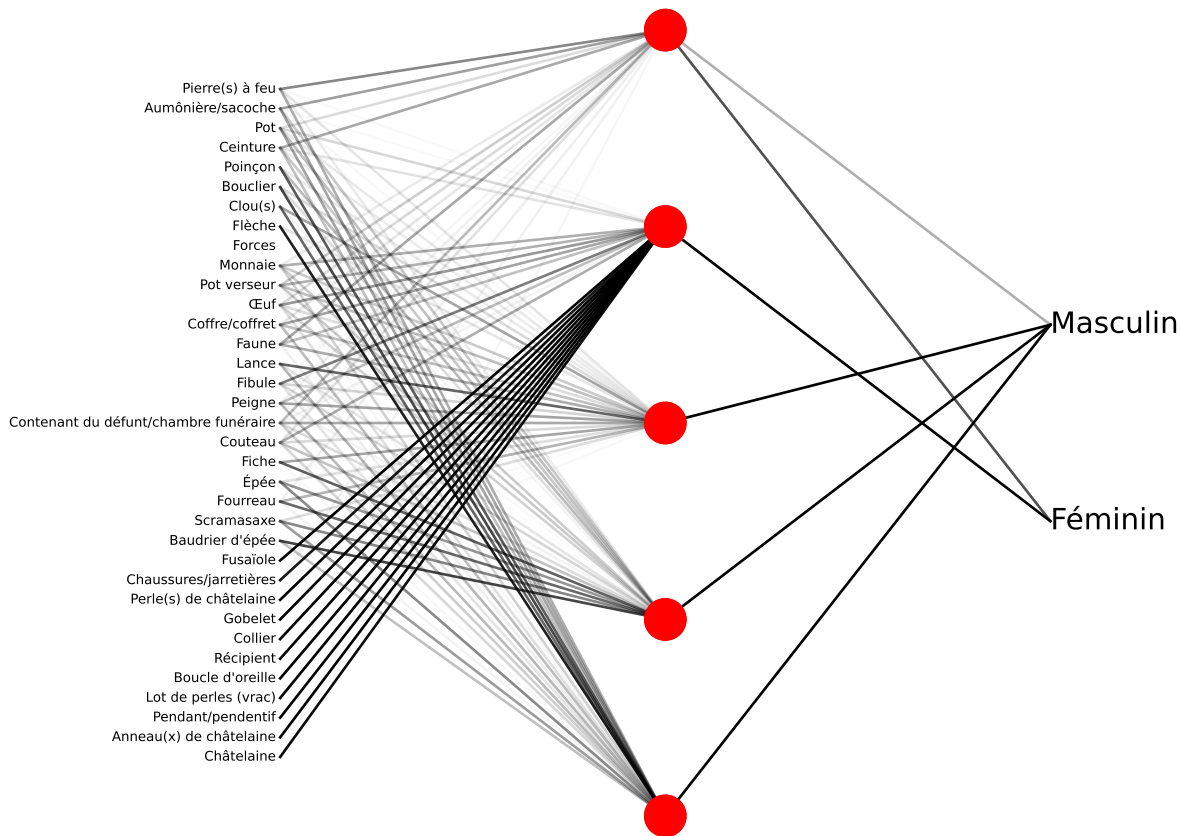 Pierre(s) à feu
Aumônière/sacoche
Pot
Ceinture
Poinçon
Bouclier
Clou(s)
Flèche
Forces
Monnaie
Pot verseur
Œuf
Coffre/coffret
Faune
Lance
Fibule
Peigne
Contenant du défunt/chambre funéraire
Couteau
Fiche
Épée
Fourreau
Scramasaxe
Baudrier d'épée
Fusaïole
Chaussures/jarretières
Perle(s) de châtelaine
Gobelet
Collier
Récipient
Boucle d'oreille
Lot de perles (vrac)
Pendant/pendentif
Anneau(x) de châtelaine
Châtelaine
Masculin
Féminin